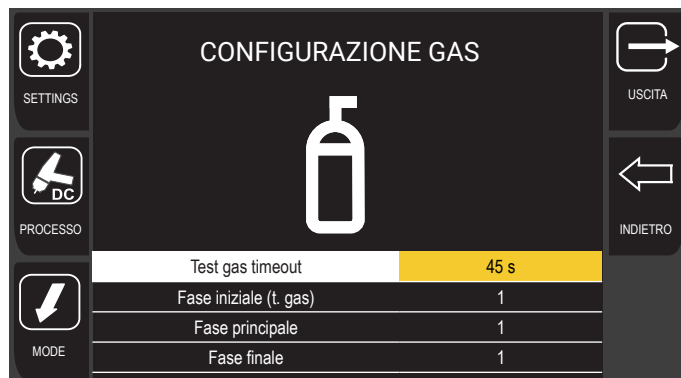 SETTINGS
CONFIGURAZIONE GAS
USCITA
DC
PROCESSO
INDIETRO
MODE
Test gas timeout 45 s
Fase iniziale (t. gas) 1
Fase principale 1
Fase finale 1